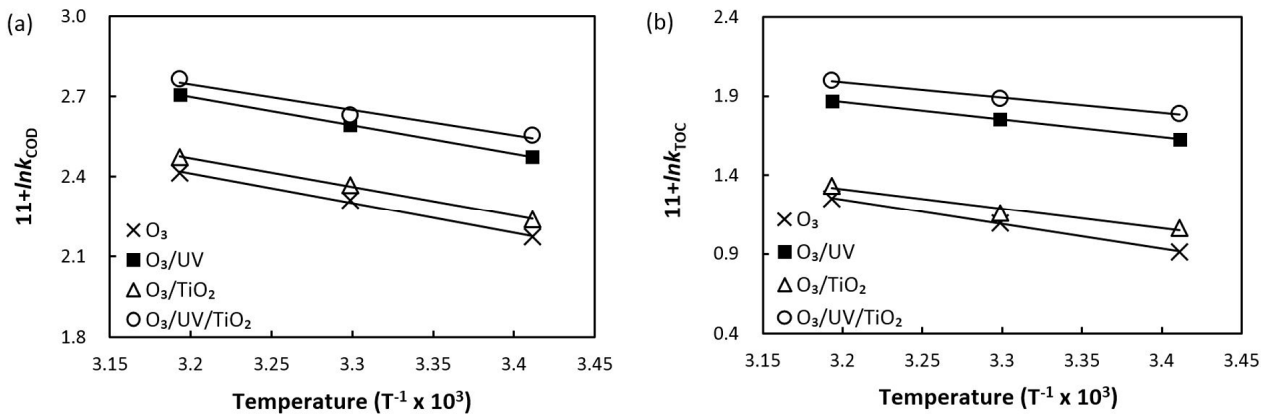 (a)
3.0
2.7
2.4
2.1
1.8
11+lnk_COD
× O₃
■ O₃/UV
△ O₃/TiO₂
○ O₃/UV/TiO₂
3.15 3.2 3.25 3.3 3.35 3.4 3.45
Temperature (T⁻¹ x 10³)
(b)
2.4
1.9
1.4
0.9
0.4
11+lnk_TOC
× O₃
■ O₃/UV
△ O₃/TiO₂
○ O₃/UV/TiO₂
3.15 3.2 3.25 3.3 3.35 3.4 3.45
Temperature (T⁻¹ x 10³)